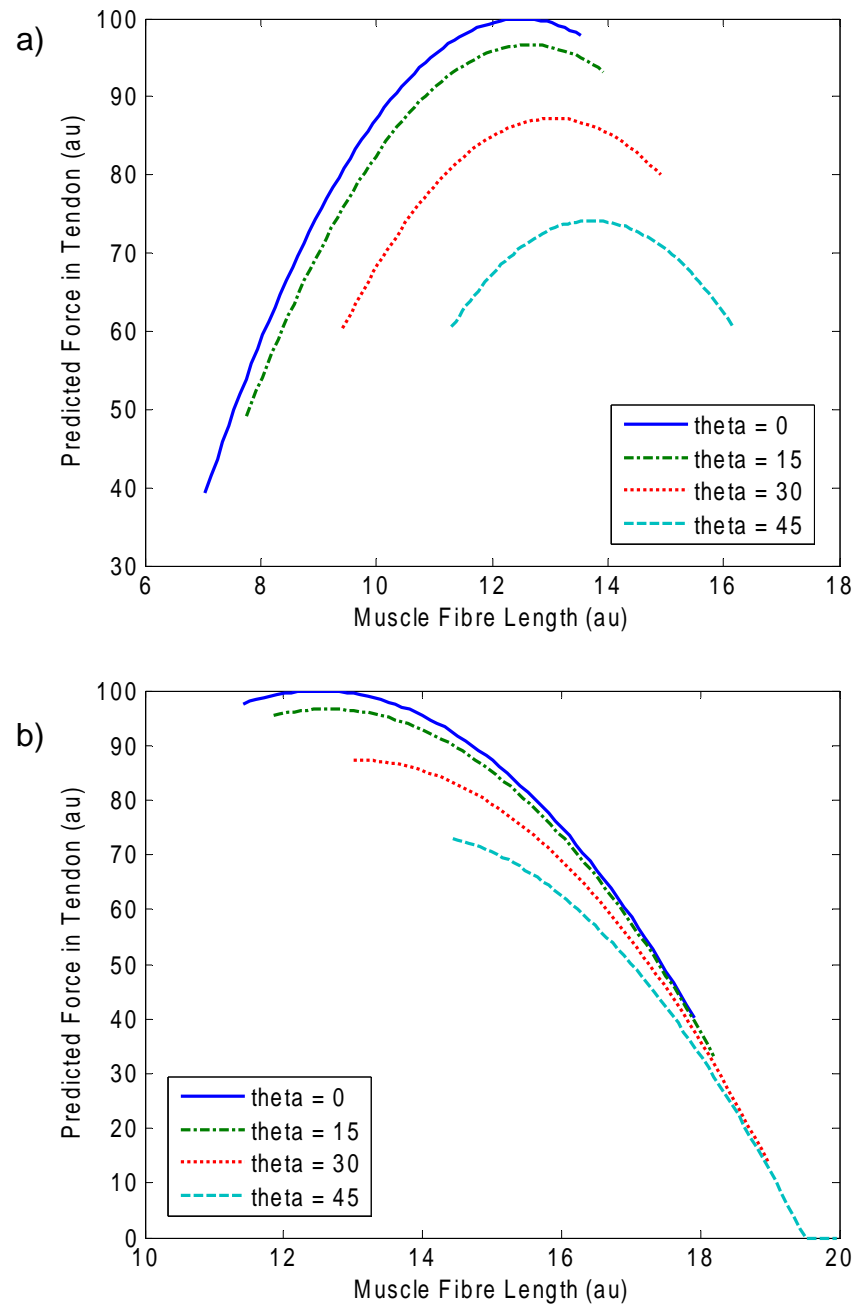 a)
100
90
80
70
60
50
40
30
Predicted Force in Tendon (au)
6 8 10 12 14 16 18
Muscle Fibre Length (au)
theta = 0
theta = 15
theta = 30
theta = 45
b)
100
90
80
70
60
50
40
30
20
10
0
Predicted Force in Tendon (au)
10 12 14 16 18 20
Muscle Fibre Length (au)
theta = 0
theta = 15
theta = 30
theta = 45